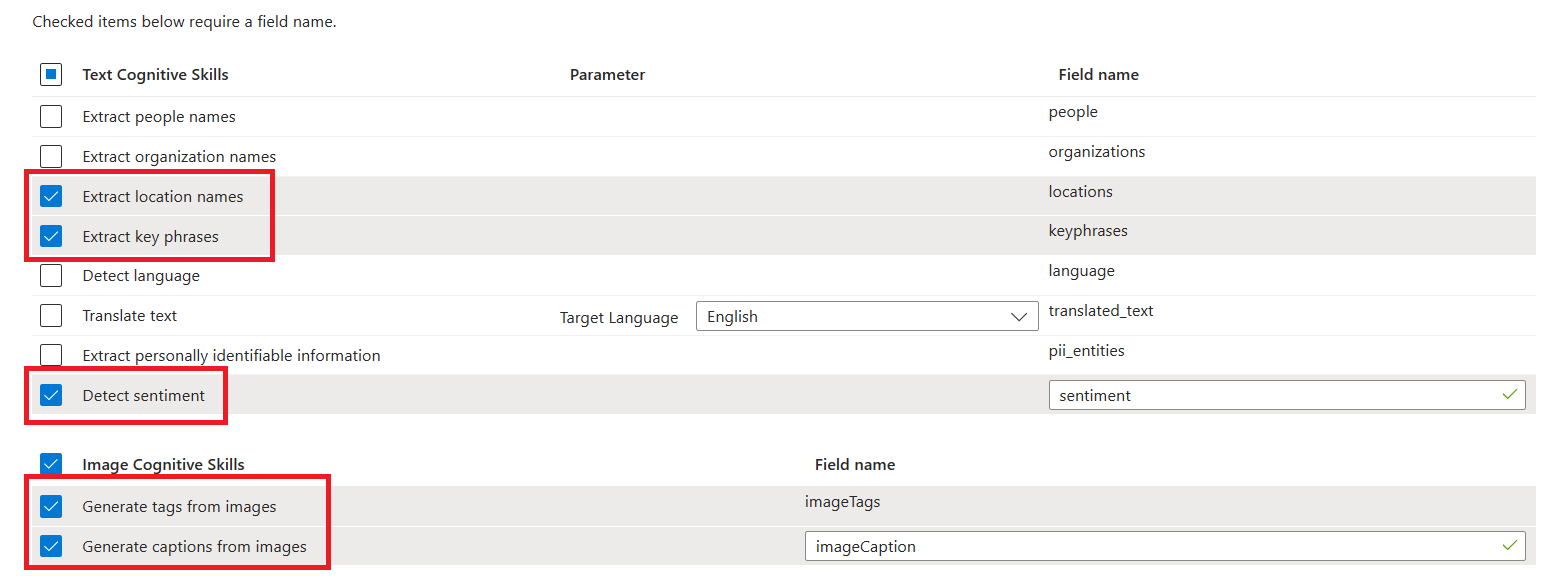 Checked items below require a field name.
Text Cognitive Skills Parameter Field name
Extract people names people
Extract organization names organizations
Extract location names locations
Extract key phrases keyphrases
Detect language language
Translate text Target Language English translated_text
Extract personally identifiable information pii_entities
Detect sentiment sentiment
Image Cognitive Skills Field name
Generate tags from images imageTags
Generate captions from images imageCaption